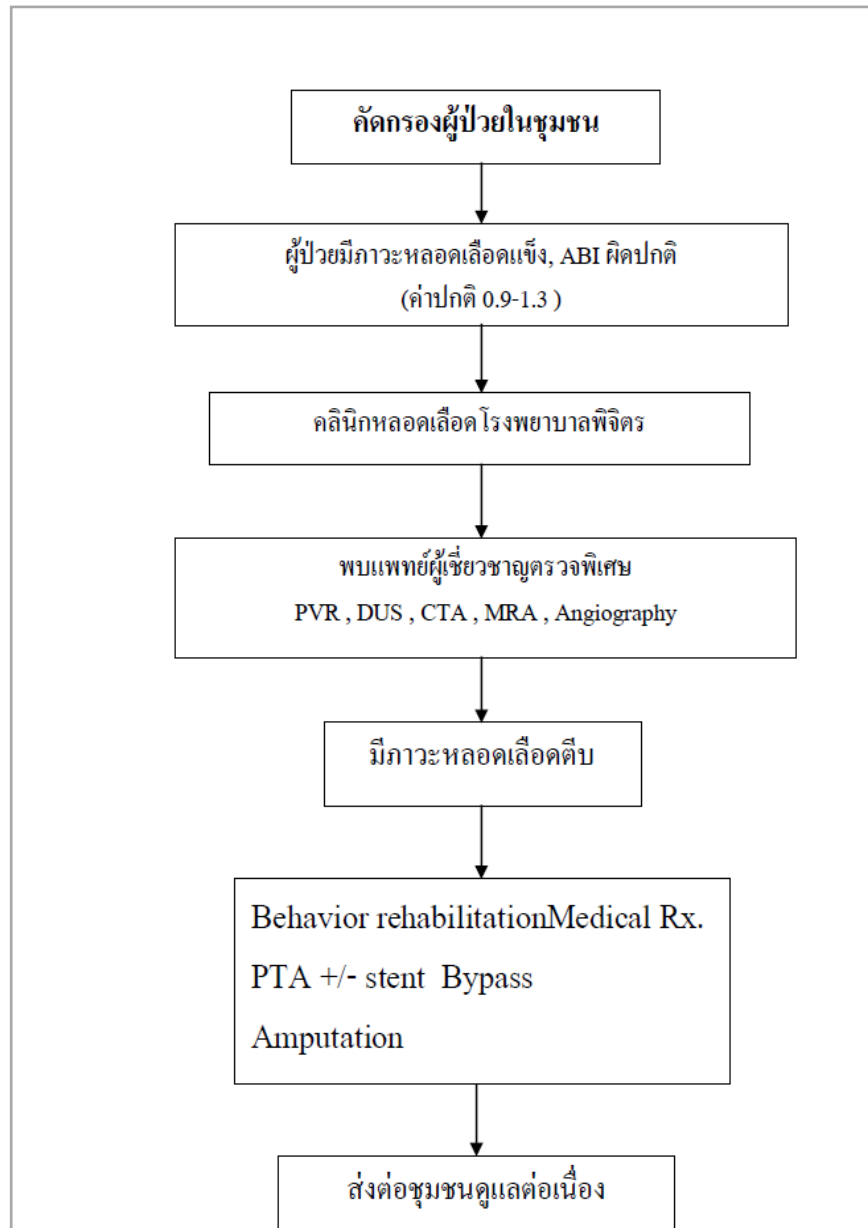 คัดกรองผู้ป่วยในชุมชน
ผู้ป่วยมีภาวะหลอดเลือดแข็ง, ABI ผิดปกติ
(ค่าปกติ 0.9-1.3 )
คลินิกหลอดเลือดโรงพยาบาลพิจิตร
พบแพทย์ผู้เชี่ยวชาญตรวจพิเศษ
PVR , DUS , CTA , MRA , Angiography
มีภาวะหลอดเลือดตีบ
Behavior rehabilitationMedical Rx.
PTA +/- stent  Bypass
Amputation
ส่งต่อชุมชนดูแลต่อเนื่อง